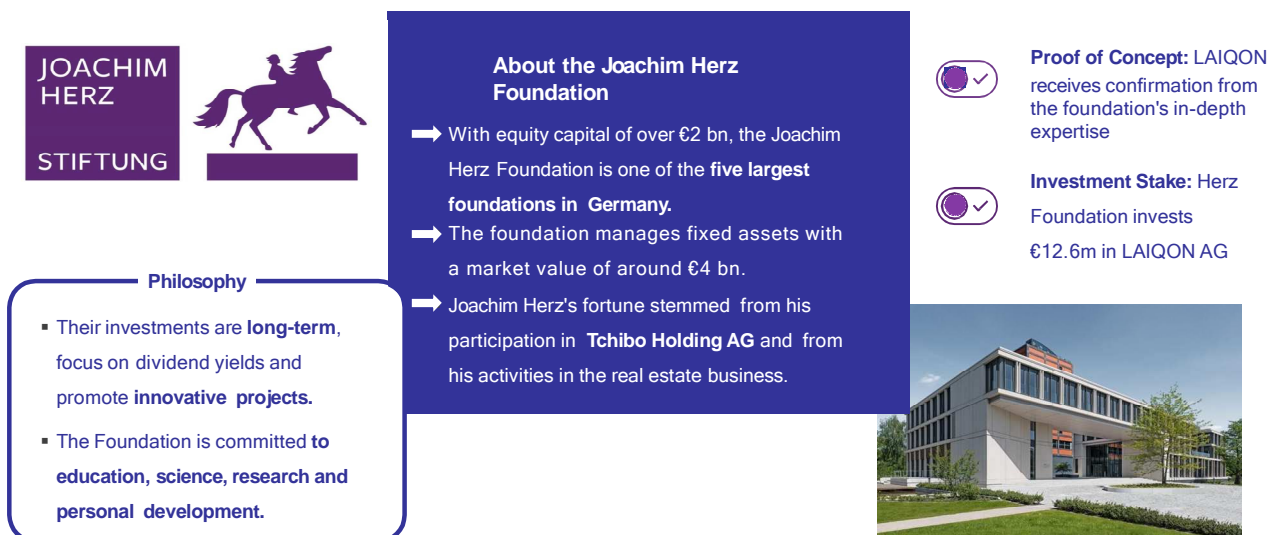 JOACHIM
HERZ
STIFTUNG
Philosophy
▪ Their investments are long-term,
focus on dividend yields and
promote innovative projects.
▪ The Foundation is committed to
education, science, research and
personal development.
About the Joachim Herz
Foundation
With equity capital of over €2 bn, the Joachim
Herz Foundation is one of the five largest
foundations in Germany.
The foundation manages fixed assets with
a market value of around €4 bn.
Joachim Herz's fortune stemmed from his
participation in Tchibo Holding AG and from
his activities in the real estate business.
Proof of Concept: LAIQON
receives confirmation from
the foundation's in-depth
expertise
Investment Stake: Herz
Foundation invests
€12.6m in LAIQON AG